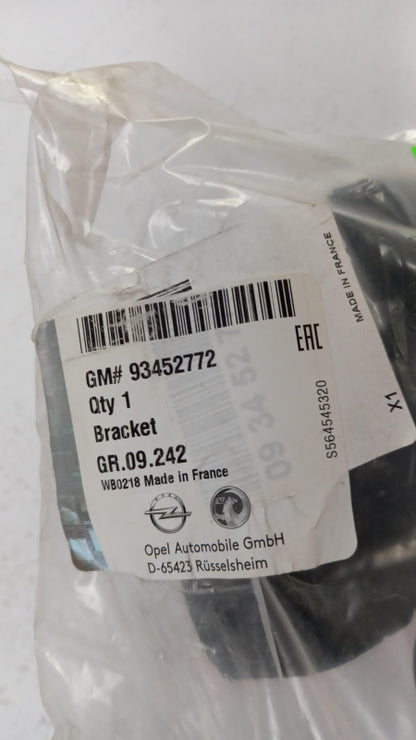 GM# 93452772
Qty 1
Bracket
GR.09.242
WB0218 Made in France
Opel Automobile GmbH
D-65423 Rüsselsheim
EAC
S564545320
MADE IN FRANCE
X1